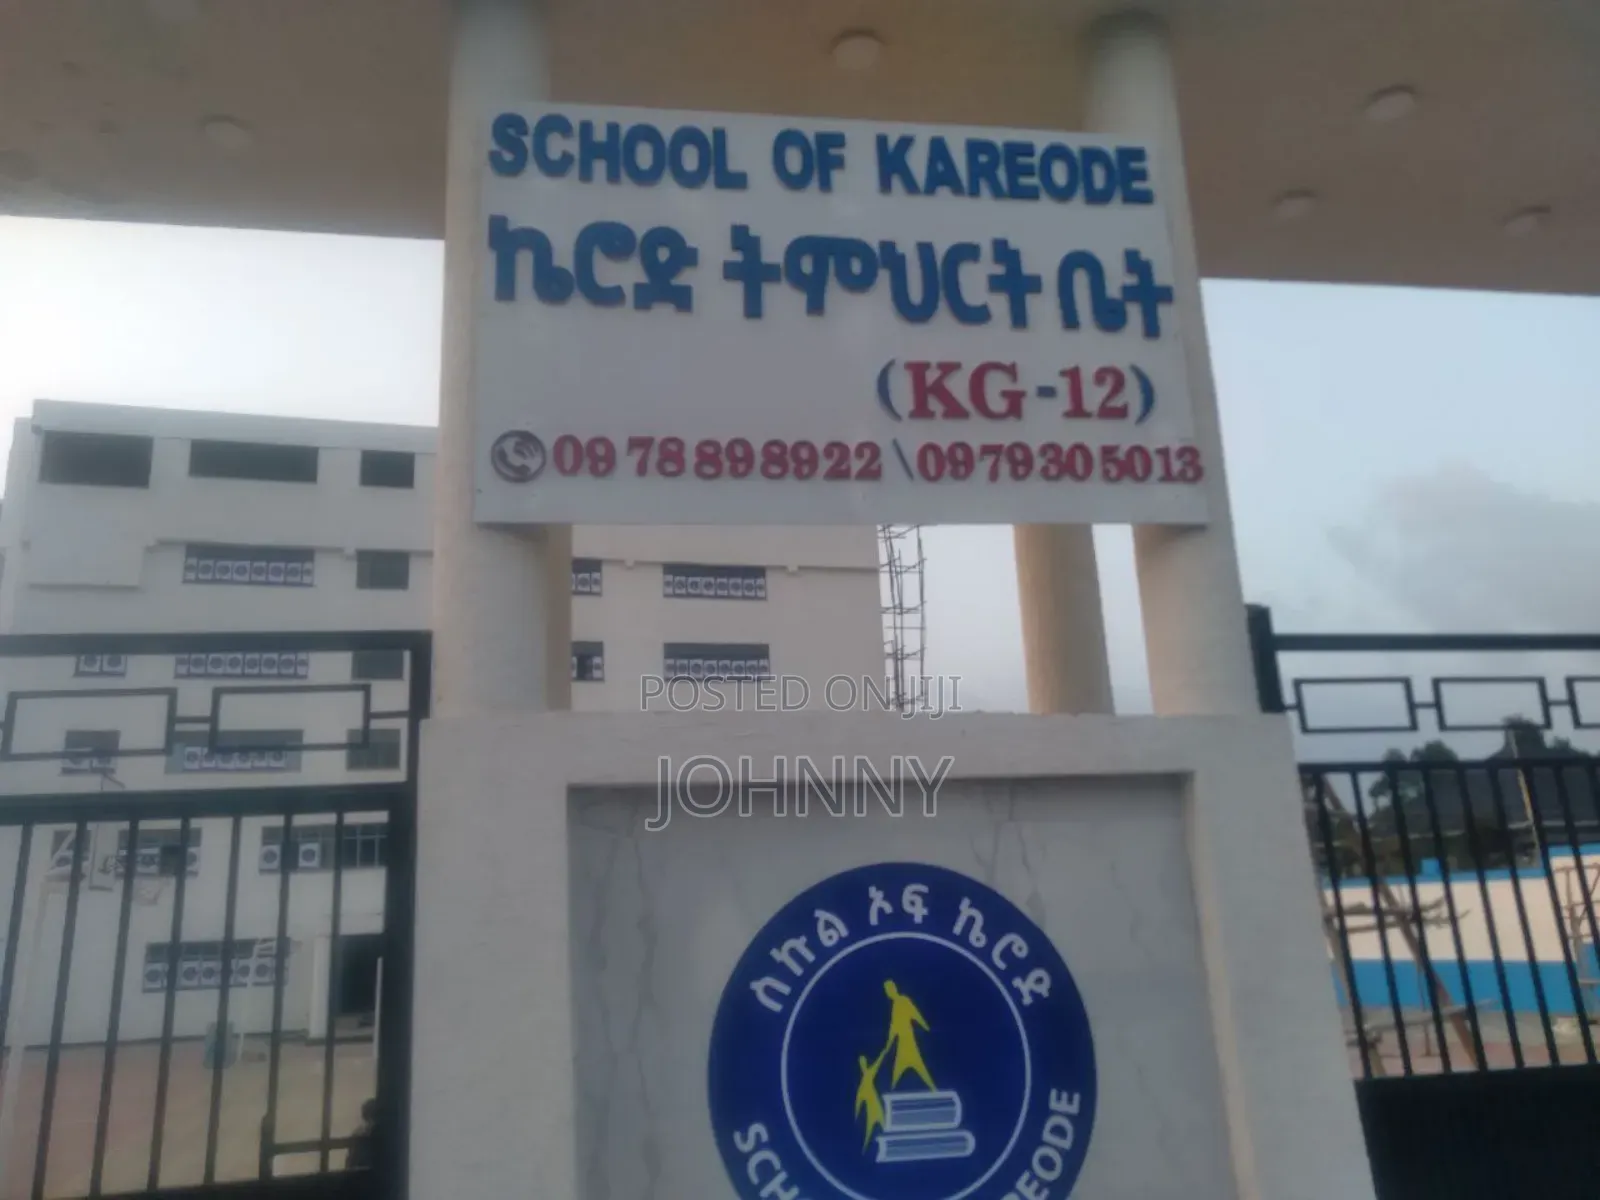 SCHOOL OF KAREODE
ኬሮድ ትምህርት ቤት
(KG-12)
0978898922 \ 0979305013
POSTED ON JIJI
JOHNNY
ስኩል ኦፍ ኬሮድ